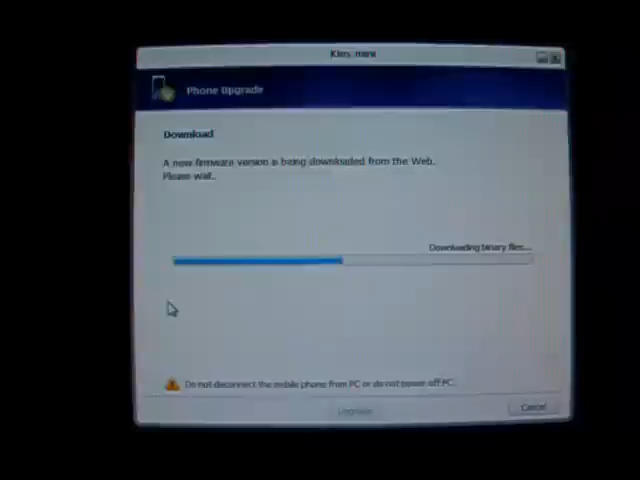 Kies mini
Phone Upgrade
Download
A new firmware version is being downloaded from the Web.
Please wait..
Downloading binary files...
Do not disconnect the mobile phone from PC or do not power off PC.
Upgrade
Cancel